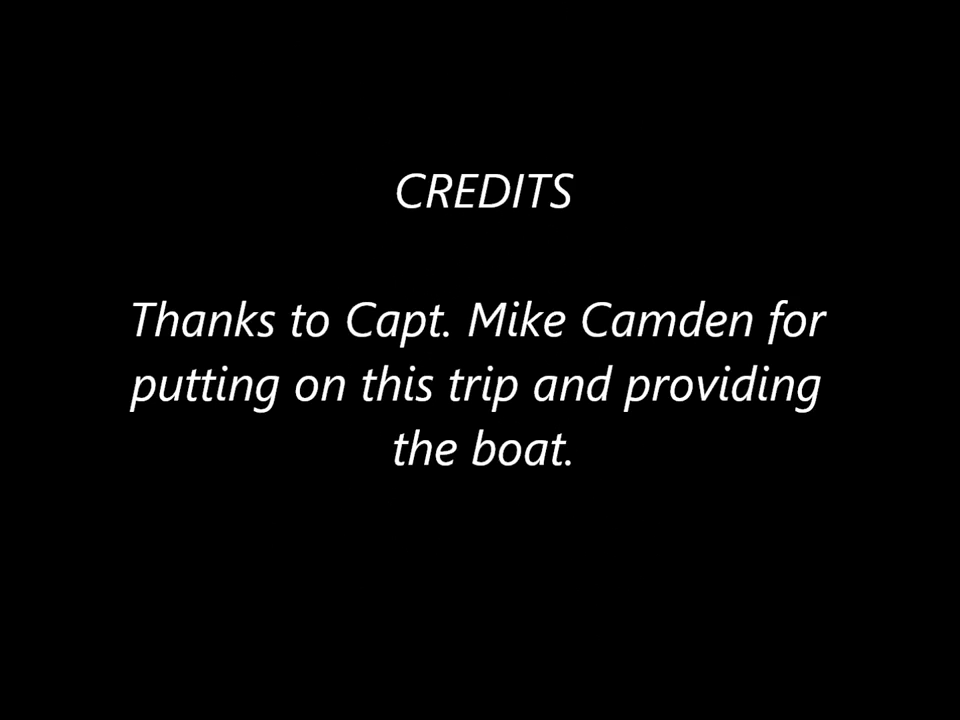 CREDITS
Thanks to Capt. Mike Camden for
putting on this trip and providing
the boat.